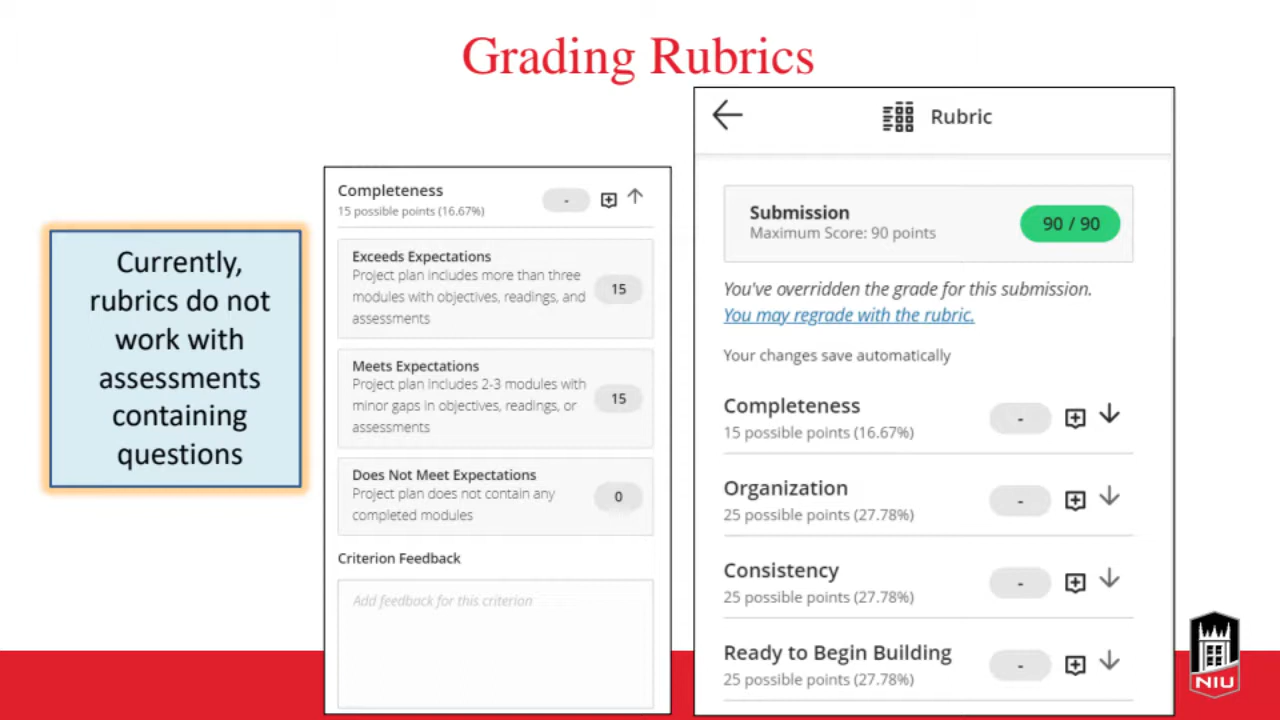 Grading Rubrics
Currently,
rubrics do not
work with
assessments
containing
questions
Completeness
15 possible points (16.67%)
-
Exceeds Expectations
Project plan includes more than three
modules with objectives, readings, and
assessments
15
Meets Expectations
Project plan includes 2-3 modules with
minor gaps in objectives, readings, or
assessments
15
Does Not Meet Expectations
Project plan does not contain any
completed modules
0
Criterion Feedback
Add feedback for this criterion
Rubric
Submission
Maximum Score: 90 points
90 / 90
You've overridden the grade for this submission.
You may regrade with the rubric.
Your changes save automatically
Completeness
15 possible points (16.67%)
-
Organization
25 possible points (27.78%)
-
Consistency
25 possible points (27.78%)
-
Ready to Begin Building
25 possible points (27.78%)
-
NIU